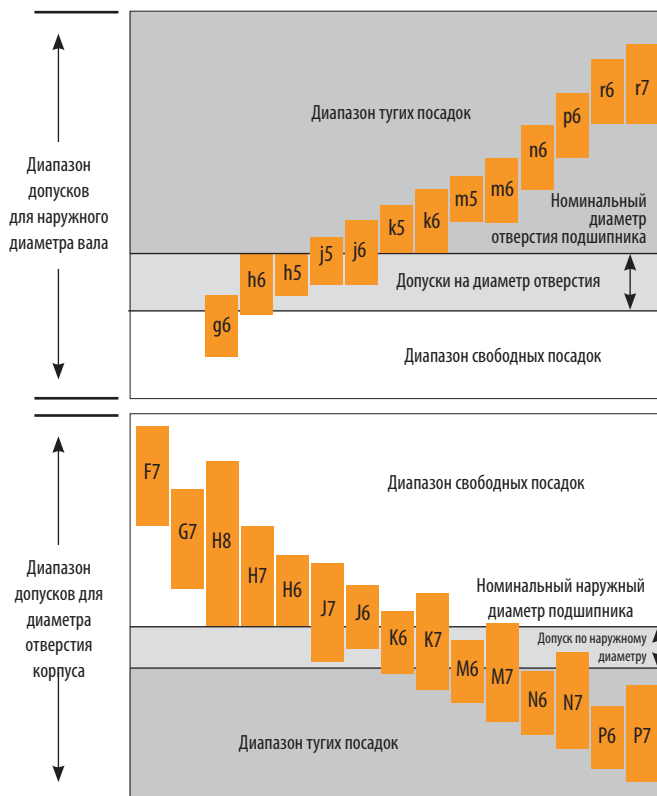 Диапазон
допусков
для наружного
диаметра вала
Диапазон тугих посадок
Номинальный
диаметр
отверстия подшипника
Допуски на диаметр отверстия
Диапазон свободных посадок
g6
h6
h5
j5
j6
k5
k6
m5
m6
n6
p6
r6
r7
Диапазон
допусков для
диаметра
отверстия
корпуса
Диапазон свободных посадок
Номинальный наружный
диаметр подшипника
Допуск по наружному
диаметру
Диапазон тугих посадок
F7
G7
H8
H7
H6
J7
J6
K6
K7
M6
M7
N6
N7
P6
P7